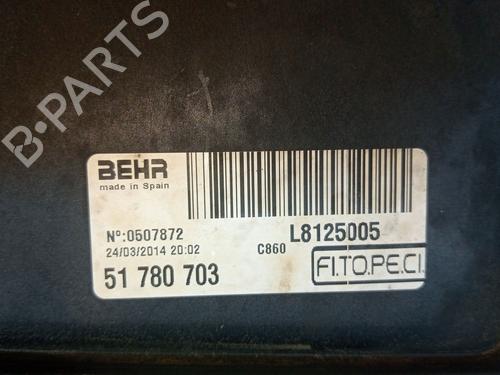 B-PARTS
BEHR
made in Spain
Nº:0507872
L8125005
24/03/2014 20:02
C860
51 780 703
FI.TO.PE.CI.